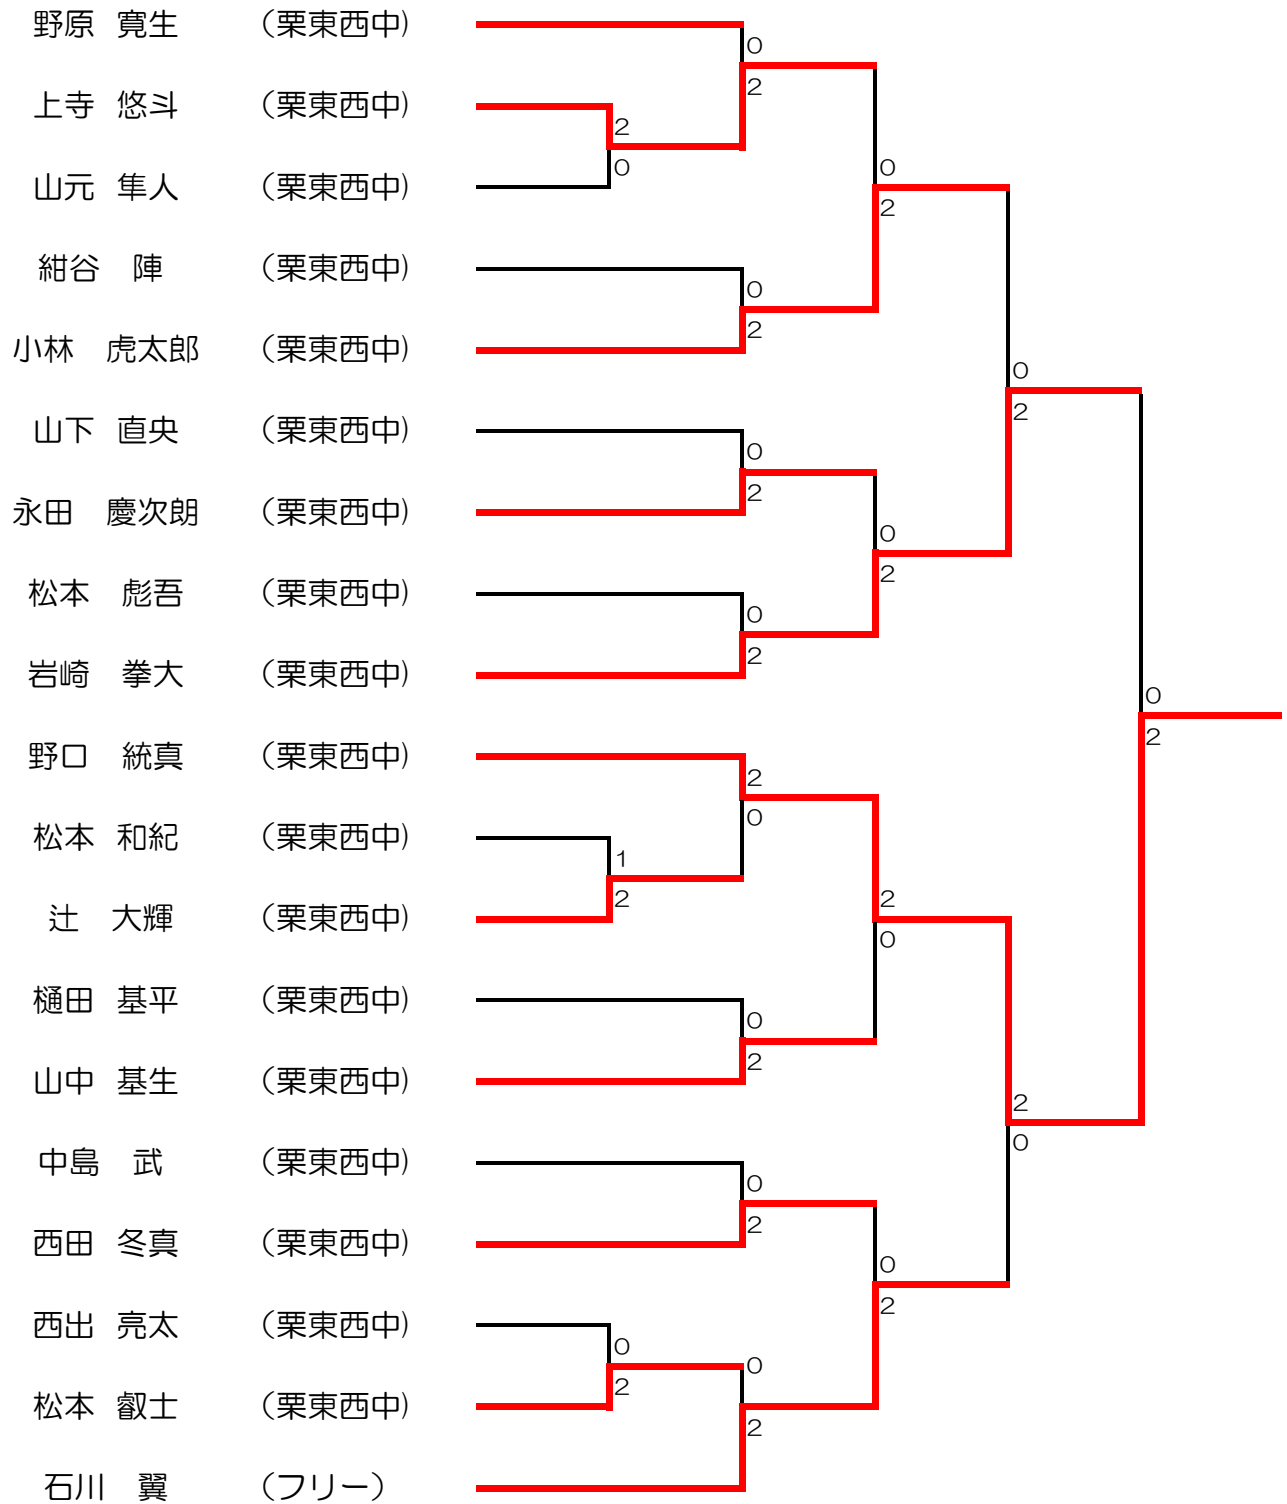 野原 寛生 （栗東西中）
0
2
上寺 悠斗 （栗東西中）
2
0
山元 隼人 （栗東西中）
0
2
紺谷 陣 （栗東西中）
0
2
小林 虎太郎 （栗東西中）
0
2
山下 直央 （栗東西中）
0
2
永田 慶次朗 （栗東西中）
0
2
松本 彪吾 （栗東西中）
0
2
岩崎 拳大 （栗東西中）
0
2
野口 統真 （栗東西中）
2
0
松本 和紀 （栗東西中）
1
2
辻 大輝 （栗東西中）
2
0
樋田 基平 （栗東西中）
0
2
山中 基生 （栗東西中）
2
0
中島 武 （栗東西中）
0
2
西田 冬真 （栗東西中）
0
2
西出 亮太 （栗東西中）
0
2
松本 叡士 （栗東西中）
0
2
石川 翼 （フリー）